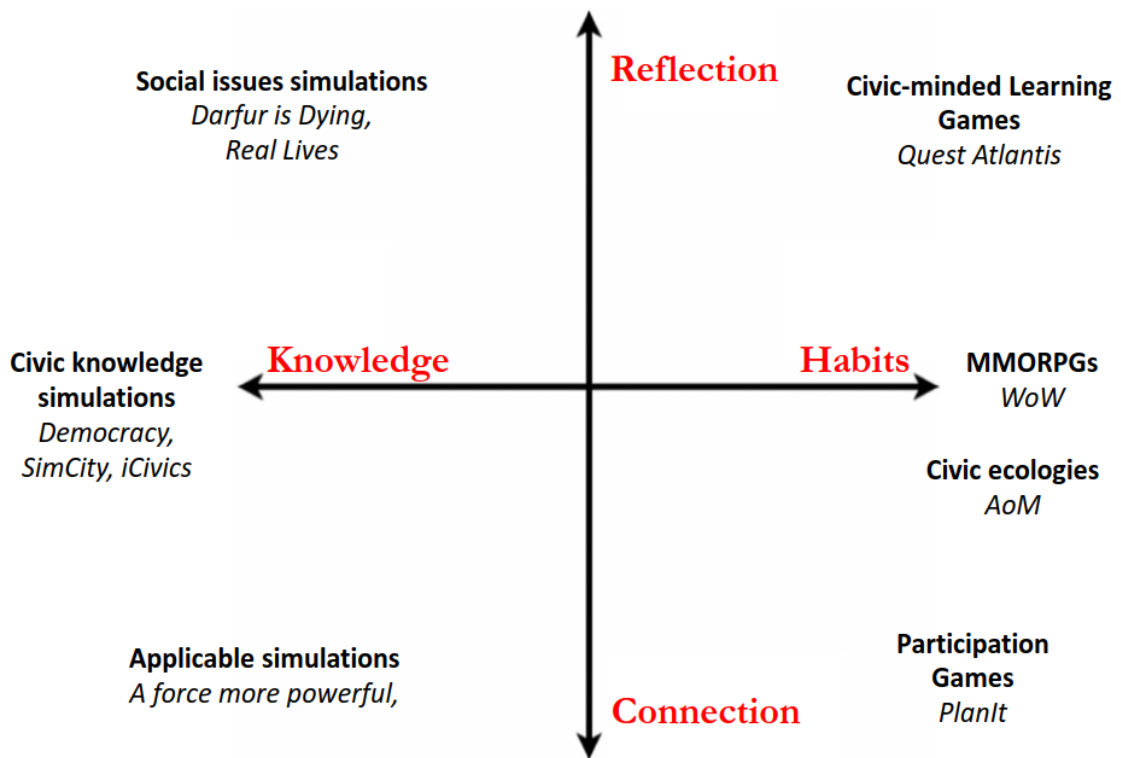 Reflection
Social issues simulations
Darfur is Dying,
Real Lives
Civic-minded Learning
Games
Quest Atlantis
Civic knowledge
simulations
Democracy,
SimCity, iCivics
Knowledge
Habits
MMORPGs
WoW
Civic ecologies
AoM
Applicable simulations
A force more powerful,
Participation
Games
PlanIt
Connection